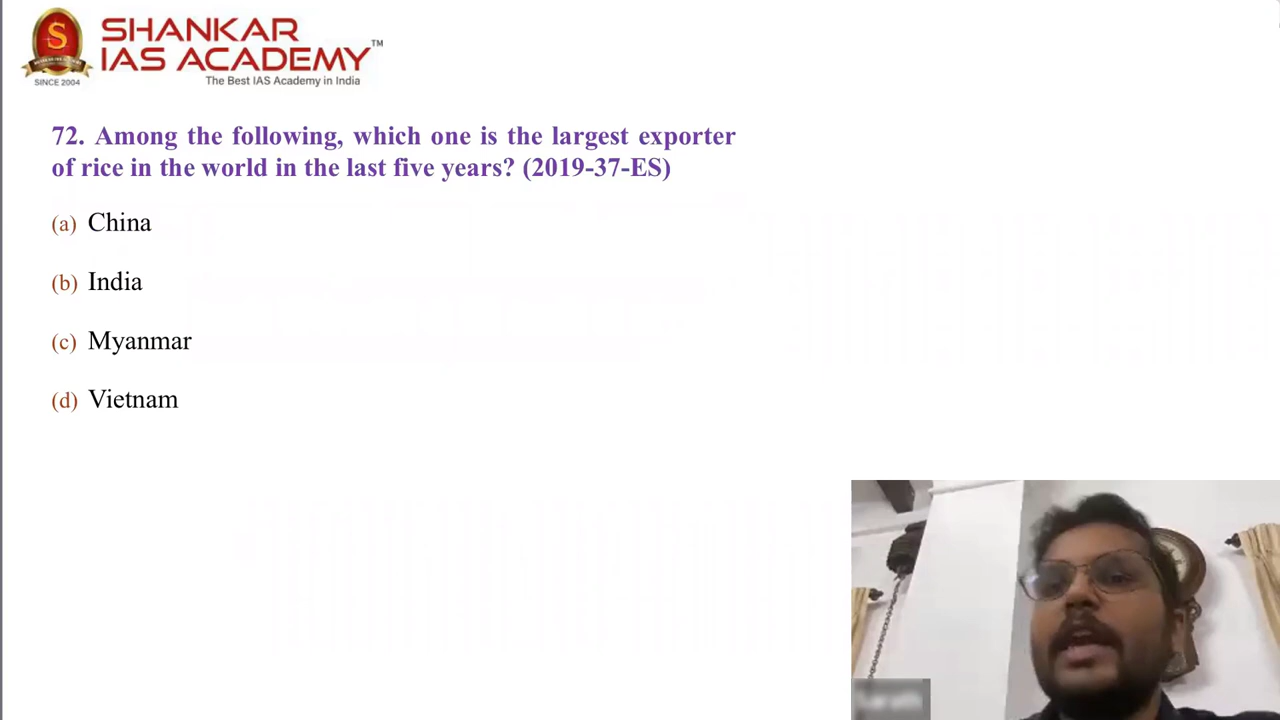 SHANKAR
IAS ACADEMY™
The Best IAS Academy in India
S
SINCE 2004
72. Among the following, which one is the largest exporter
of rice in the world in the last five years? (2019-37-ES)
(a) China
(b) India
(c) Myanmar
(d) Vietnam